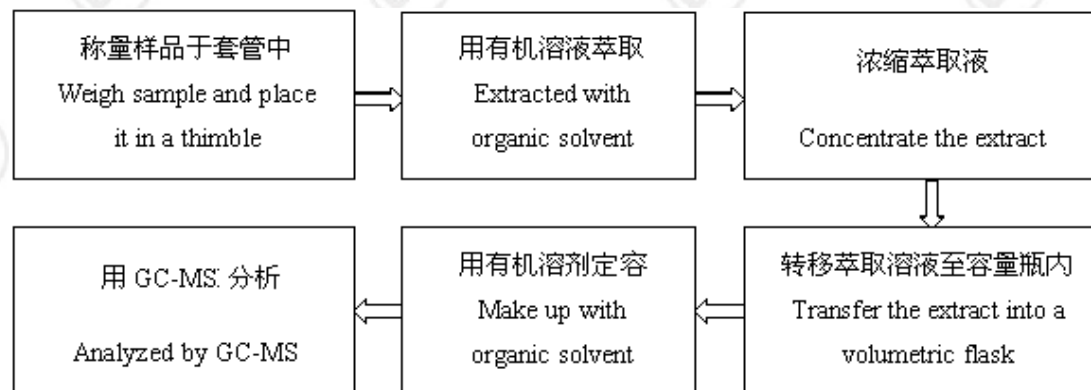 称量样品于套管中
Weigh sample and place
it in a thimble
用有机溶液萃取
Extracted with
organic solvent
浓缩萃取液
Concentrate the extract
转移萃取溶液至容量瓶内
Transfer the extract into a
volumetric flask
用有机溶剂定容
Make up with
organic solvent
用 GC-MS 分析
Analyzed by GC-MS